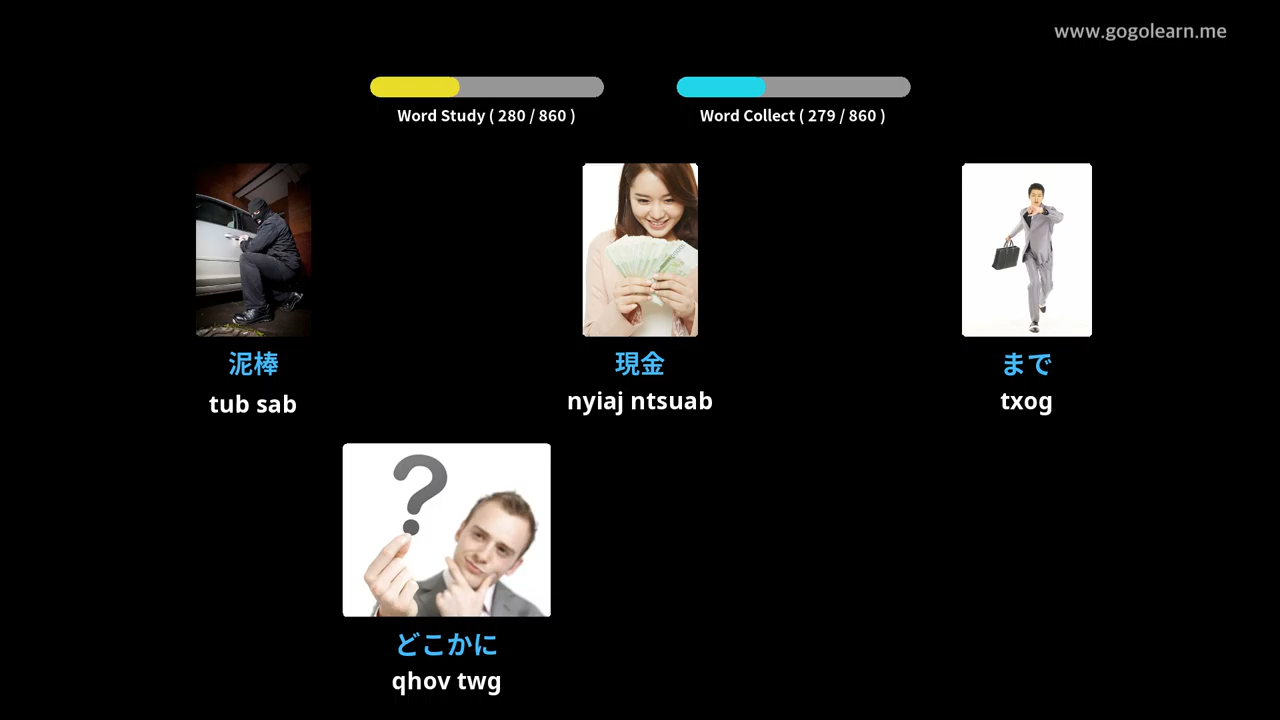 www.gogolearn.me
Word Study ( 280 / 860 )
Word Collect ( 279 / 860 )
泥棒
tub sab
現金
nyiaj ntsuab
まで
txog
どこかに
qhov twg